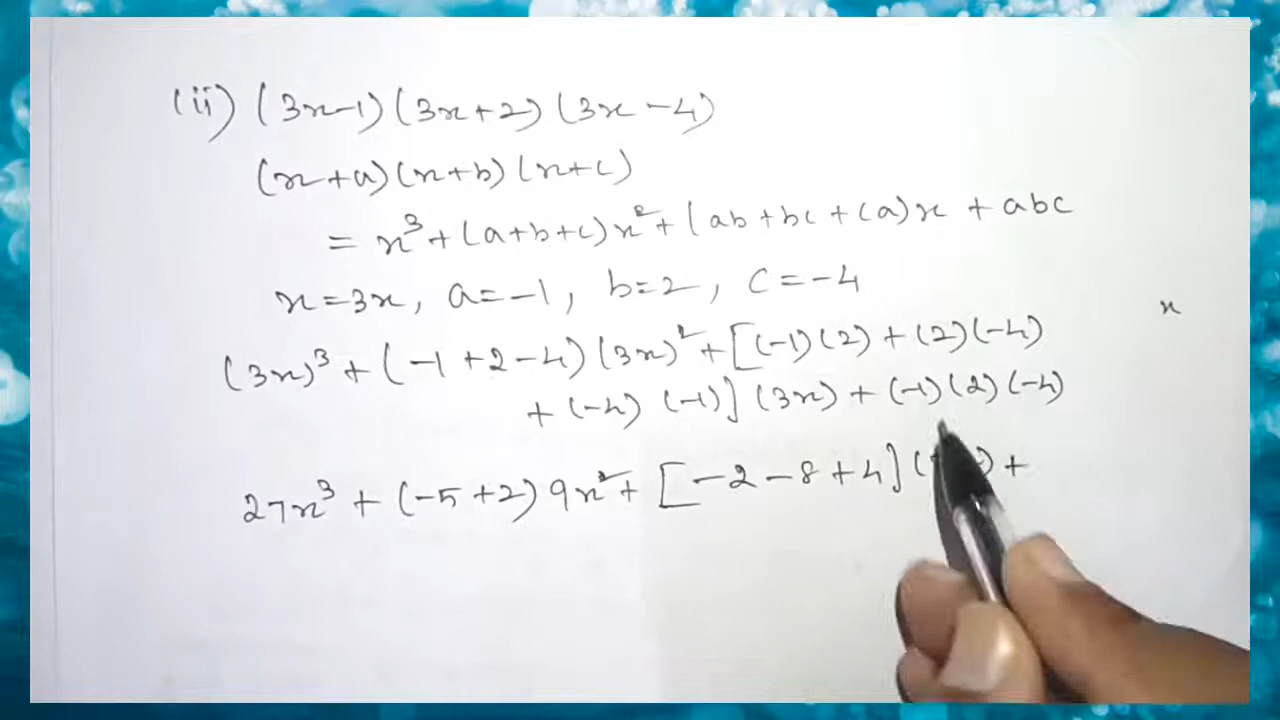 (ii) (3x-1)(3x+2)(3x-4)
(x+a)(x+b)(x+c)
= x³+(a+b+c)x²+(ab+bc+ca)x + abc
x=3x, a=-1, b=2, c=-4
(3x)³+(-1+2-4)(3x)²+[(-1)(2)+(2)(-4)
x
+(-4)(-1)](3x)+(-1)(2)(-4)
27x³+(-5+2)9x²+[-2-8+4]( ) +